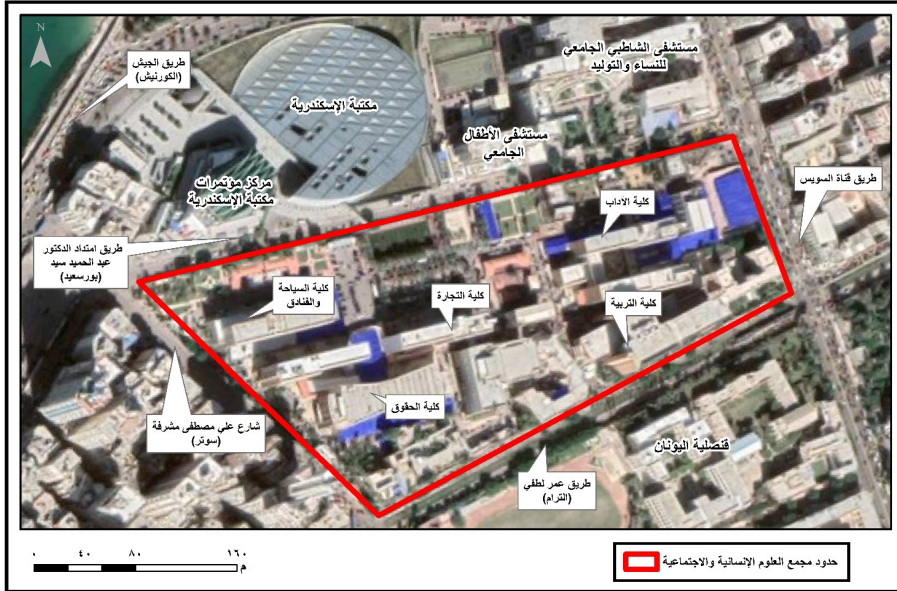 N
طريق الجيش
(الكورنيش)
مكتبة الإسكندرية
مستشفى الشاطبي الجامعي
للنساء والتوليد
مستشفى الأطفال
الجامعي
مركز مؤتمرات
مكتبة الإسكندرية
طريق قناة السويس
كلية الآداب
طريق امتداد الدكتور
عبد الحميد سيد
(بورسعيد)
كلية السياحة
والفنادق
كلية التجارة
كلية التربية
كلية الحقوق
شارع علي مصطفى مشرفة
(سوتر)
قنصلية اليونان
طريق عمر لطفي
(الترام)
٠ ٤٠ ٨٠ ١٦٠
م
حدود مجمع العلوم الإنسانية والاجتماعية